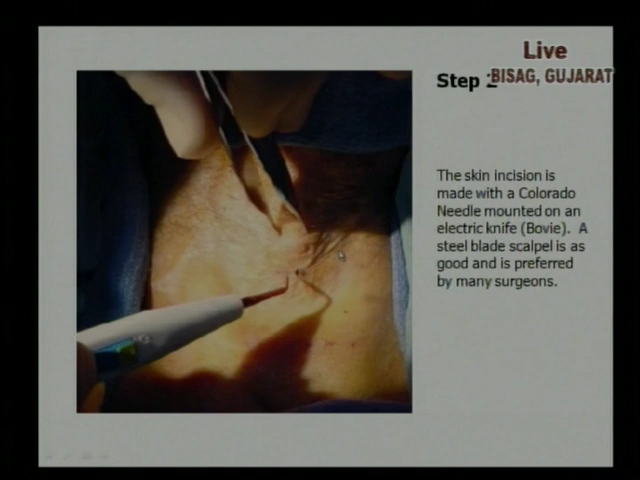 Live
BISAG, GUJARAT
Step
The skin incision is
made with a Colorado
Needle mounted on an
electric knife (Bovie). A
steel blade scalpel is as
good and is preferred
by many surgeons.